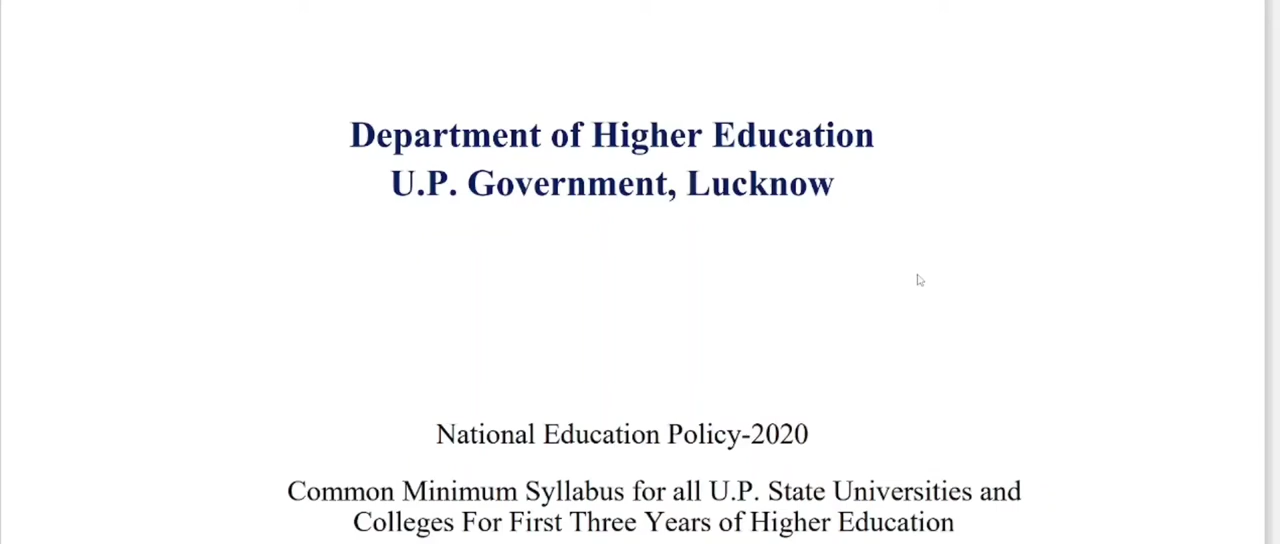 Department of Higher Education
U.P. Government, Lucknow
National Education Policy-2020
Common Minimum Syllabus for all U.P. State Universities and
Colleges For First Three Years of Higher Education